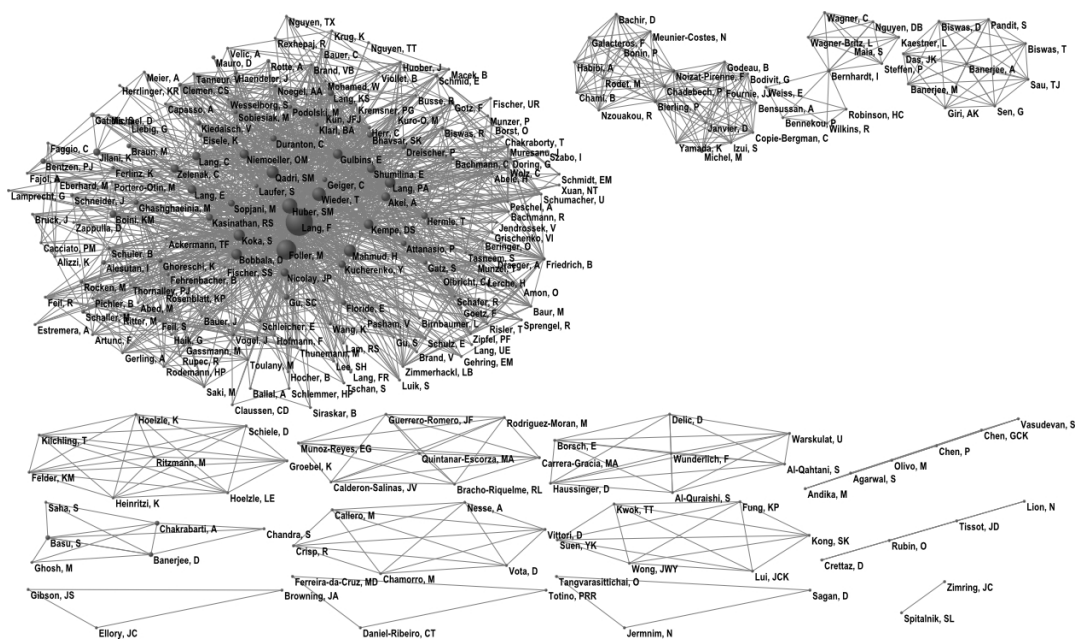 Nguyen, TX
Krug, K
Rexhepaj, R
Nguyen, TT
Velic, A
Bauer, C
Mauro, D
Huober, J
Rotte, A
Brand, VB
Macek, B
Meier, A
Tanneur, V
Haendeler, J
Mohamed, W
Viollet, B
Schmid, E
Herrlinger, KR
Clemen, CS
Noegel, AA
Lang, KS
Busse, R
Wesselborg, S
Kremsner, PG
Gotz, F
Fischer, UR
Capasso, A
Sobiesiak, M
Podolski, M
Kun, JFJ
Kuro-O, M
Munzer, P
Liebig, G
Kiedaisch, V
Klarl, BA
Herr, C
Biswas, R
Borst, O
Eisele, K
Bhavsar, SK
Faggio, C
Braun, M
Duranton, C
Dreischer, P
Chakraborty, T
Jilani, K
Lang, C
Niemoeller, OM
Gulbins, E
Muresanu, I
Szabo, I
Bentzen, PJ
Ferlinz, K
Zelenak, C
Qadri, SM
Shumilina, E
Bachmann, C
Doring, G
Fajol, A
Eberhard, M
Geiger, C
Lang, PA
Wolz, C
Lamprecht, G
Portero-Otin, M
Lang, E
Laufer, S
Wieder, T
Abele, H
Schmidt, EM
Schneider, J
Akel, A
Xuan, NT
Ghashghaeinia, M
Sopjani, M
Huber, SM
Schumacher, U
Bruck, J
Boini, KM
Kasinathan, RS
Hermle, T
Peschel, A
Zappulla, D
Lang, F
Kempe, DS
Bachmann, R
Jendrossek, V
Koka, S
Grischenko, VI
Cacciato, PM
Ackermann, TF
Attanasio, P
Beringer, O
Schuler, B
Foller, M
Mahmud, H
Tasneem, S
Alizzi, K
Bobbala, D
Draeger, A
Alesutan, I
Ghoreschi, K
Fischer, SS
Kucherenko, Y
Gatz, S
Munzel, T
Friedrich, B
Rocken, M
Fehrenbacher, B
Nicolay, JP
Olbricht, C
Lerche, H
Thornalley, PJ
Feil, R
Pichler, B
Rosenblatt, KP
Gu, SC
Schafer, R
Amon, O
Schaller, M
Abed, M
Floride, E
Goetz, F
Baur, M
Estremera, A
Ritter, M
Feil, S
Bauer, J
Schleicher, E
Wang, K
Pashan, V
Birnbaumer, L
Risler, T
Sprengel, R
Artunc, F
Haik, G
Vogel, J
Hofmann, F
Lam, RS
Gu, S
Schulz, E
Zipfel, PF
Gassmann, M
Thunemann, M
Lang, UE
Gerling, A
Rupec, R
Toulany, M
Lee, SH
Brand, V
Gehring, EM
Rodemann, HP
Hocher, B
Lang, FR
Zimmerhackl, LB
Saki, M
Ballal, A
Schlemmer, HP
Tschan, S
Luik, S
Claussen, CD
Siraskar, B
Bachir, D
Galacteros, F
Meunier-Costes, N
Bonin, P
Habibi, A
Godeau, B
Rodet, M
Noizat-Pirenne, F
Bodivit, G
Chami, B
Chadebech, P
Fournie, JJ
Weiss, E
Nzouakou, R
Bierling, P
Bensussan, A
Janvier, D
Copie-Bergman, C
Yamada, K
Izui, S
Michel, M
Wagner, C
Nguyen, DB
Wagner-Britz, L
Maia, S
Kaestner, L
Steffen, P
Bernhardt, I
Bennekou, P
Robinson, HC
Wilkins, R
Biswas, D
Pandit, S
Das, JK
Biswas, T
Banerjee, A
Sau, TJ
Banerjee, M
Giri, AK
Sen, G
Hoelzle, K
Kilchling, T
Schiele, D
Ritzmann, M
Groebel, K
Felder, KM
Heinritzi, K
Hoelzle, LE
Guerrero-Romero, JF
Rodriguez-Moran, M
Munoz-Reyes, EG
Quintanar-Escorza, MA
Carrera-Gracia, MA
Calderon-Salinas, JV
Bracho-Riquelme, RL
Delic, D
Borsch, E
Warskulat, U
Wunderlich, F
Al-Qahtani, S
Haussinger, D
Al-Quraishi, S
Vasudevan, S
Chen, GCK
Chen, P
Olivo, M
Agarwal, S
Andika, M
Saha, S
Chakrabarti, A
Chandra, S
Basu, S
Banerjee, D
Ghosh, M
Nesse, A
Callero, M
Vittori, D
Crisp, R
Vota, D
Chamorro, M
Kwok, TT
Fung, KP
Suen, YK
Kong, SK
Wong, JWY
Lui, JCK
Lion, N
Tissot, JD
Rubin, O
Crettaz, D
Gibson, JS
Browning, JA
Ellory, JC
Ferreira-da-Cruz, MD
Totino, PRR
Daniel-Ribeiro, CT
Tangvarasittichai, O
Sagan, D
Jermnim, N
Zimring, JC
Spitalnik, SL